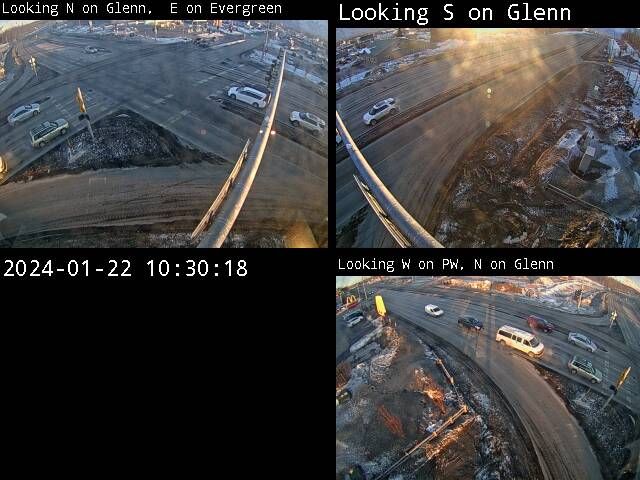 Looking N on Glenn,  E on Evergreen
Looking S on Glenn
2024-01-22 10:30:18
Looking W on PW, N on Glenn